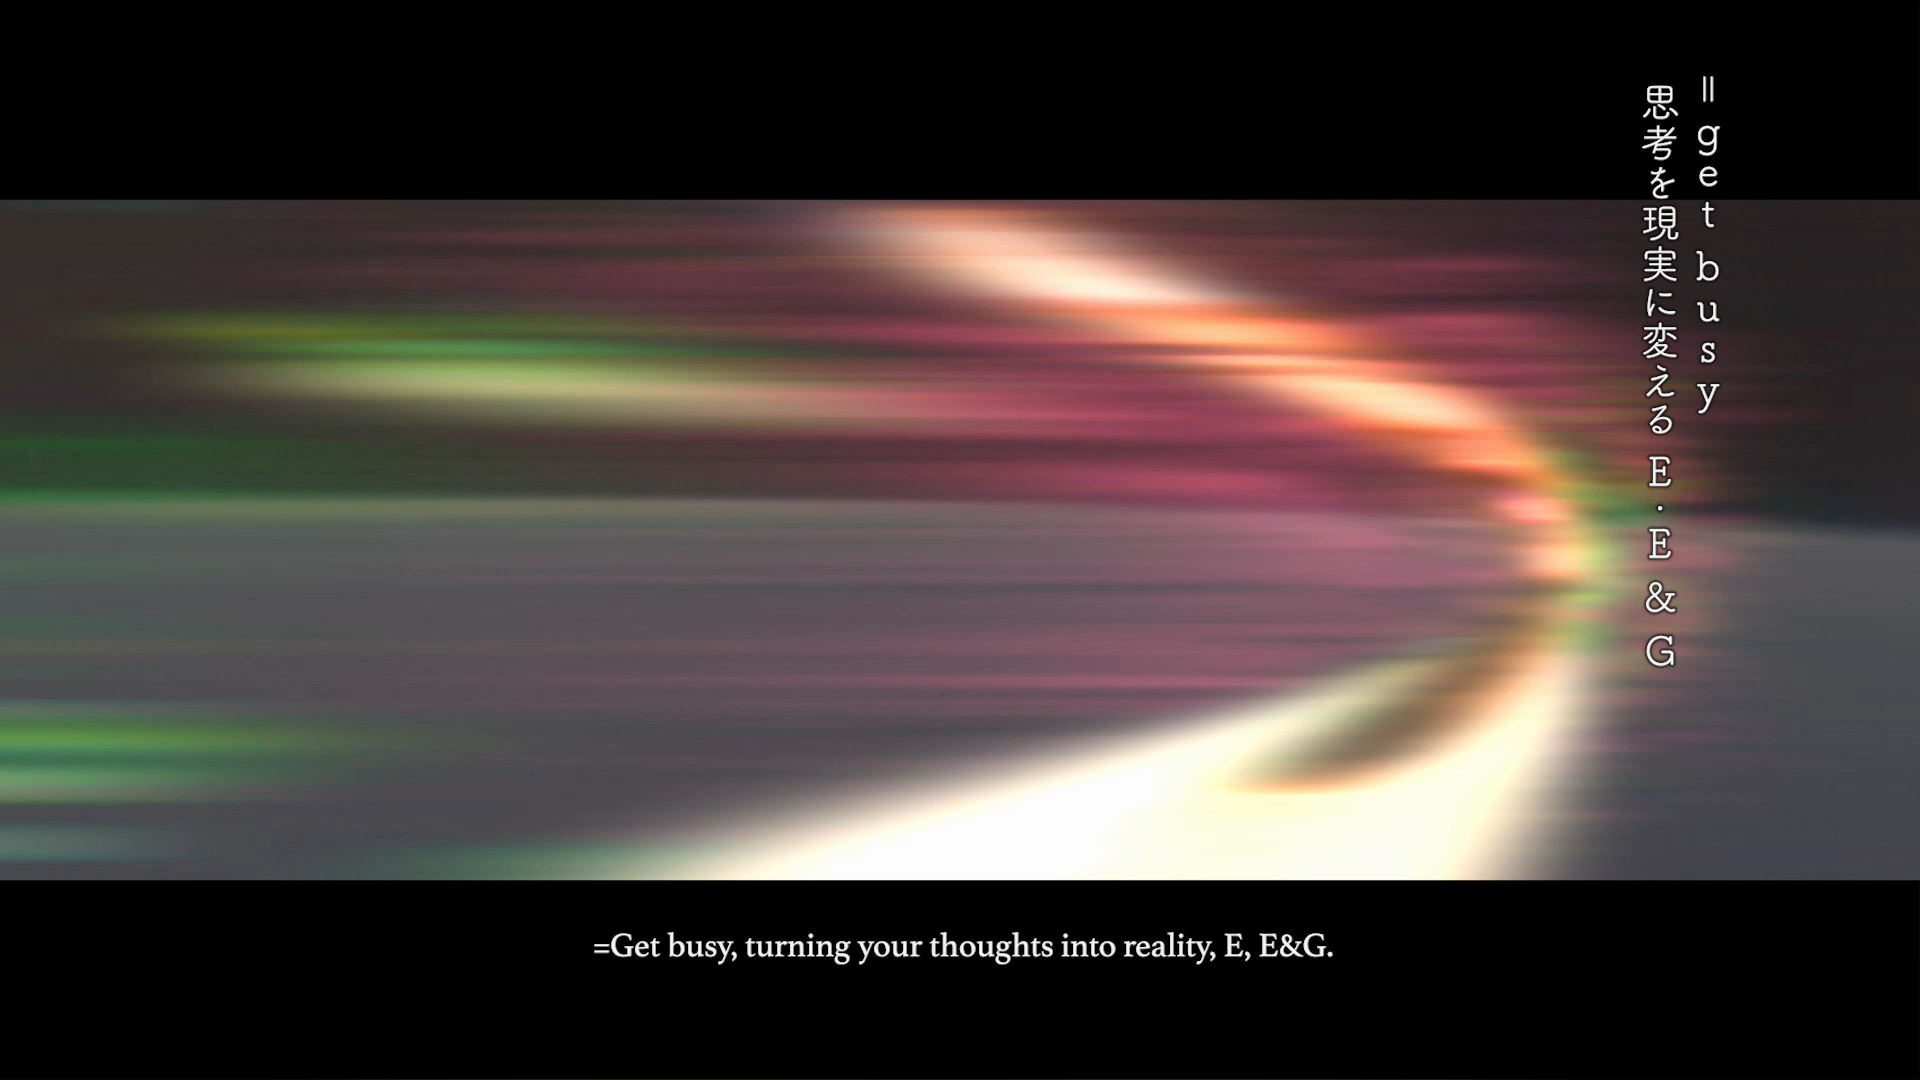 =get busy
思考を現実に変える E・E&G
=Get busy, turning your thoughts into reality, E, E&G.